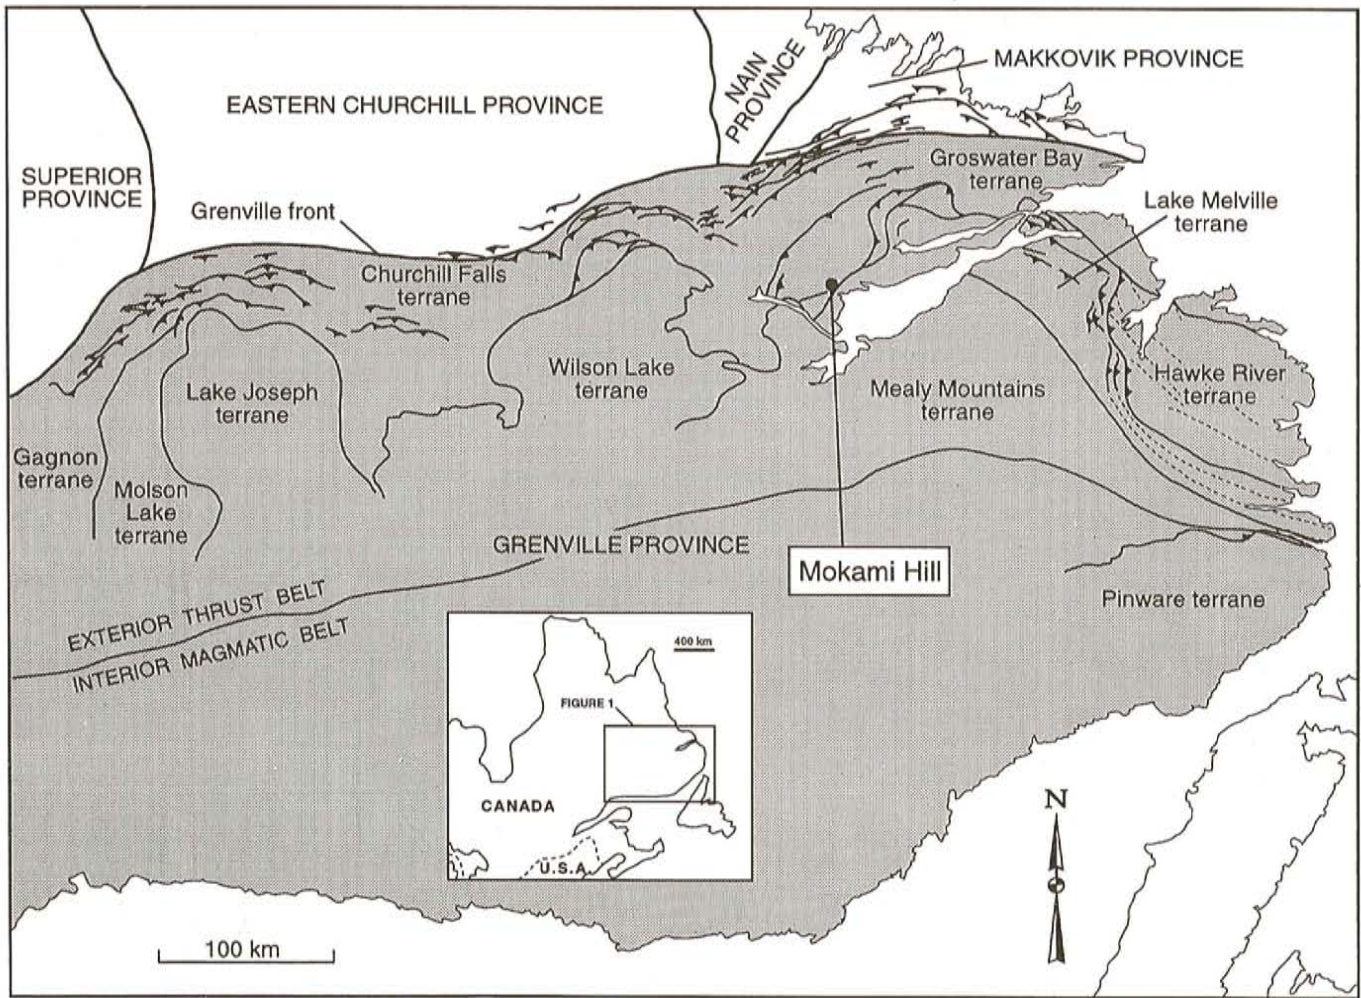 MAKKOVIK PROVINCE
NAIN
PROVINCE
EASTERN CHURCHILL PROVINCE
SUPERIOR
PROVINCE
Groswater Bay
terrane
Grenville front
Lake Melville
terrane
Churchill Falls
terrane
Wilson Lake
terrane
Hawke River
terrane
Lake Joseph
terrane
Mealy Mountains
terrane
Gagnon
terrane
Molson
Lake
terrane
GRENVILLE PROVINCE
Mokami Hill
EXTERIOR THRUST BELT
INTERIOR MAGMATIC BELT
Pinware terrane
400 km
FIGURE 1
CANADA
U.S.A.
N
100 km